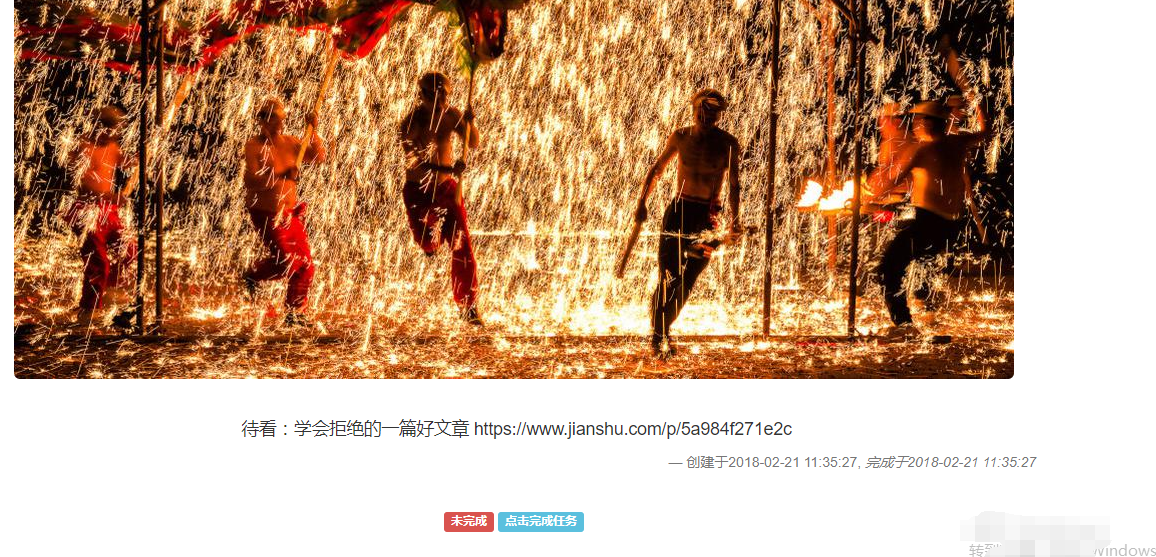 待看：学会拒绝的一篇好文章 https://www.jianshu.com/p/5a984f271e2c
— 创建于2018-02-21 11:35:27, 完成于2018-02-21 11:35:27
未完成 点击完成任务
转到 Windows